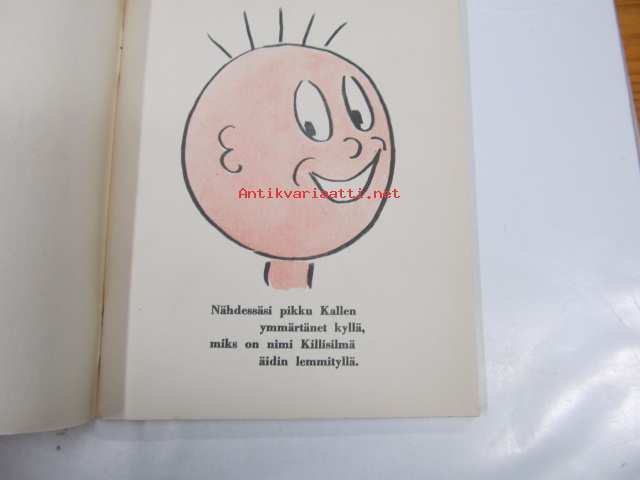 Antikvariaatti.net
Nähdessäsi pikku Kallen
ymmärtänet kyllä,
miks on nimi Killisilmä
äidin lemmityllä.